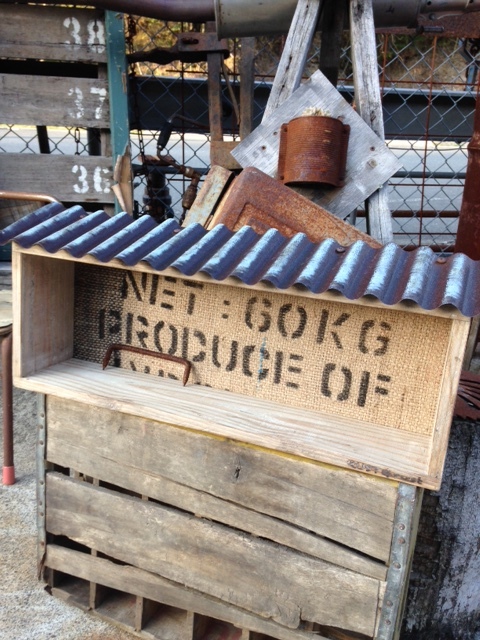 38
37
36
NET : 60KG
PRODUCE OF